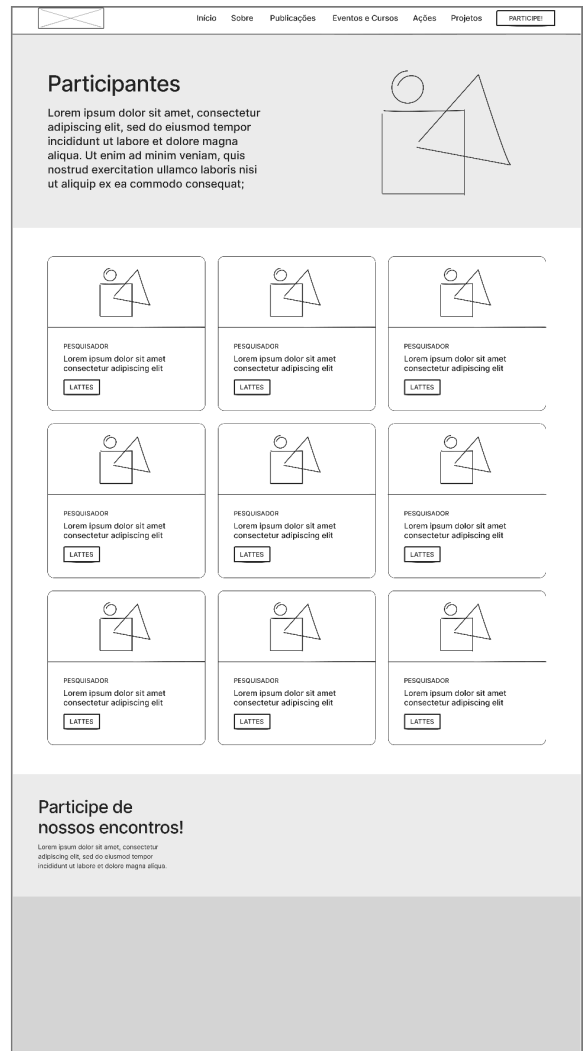 Início Sobre Publicações Eventos e Cursos Ações Projetos PARTICIPE!
Participantes
Lorem ipsum dolor sit amet, consectetur
adipiscing elit, sed do eiusmod tempor
incididunt ut labore et dolore magna
aliqua. Ut enim ad minim veniam, quis
nostrud exercitation ullamco laboris nisi
ut aliquip ex ea commodo consequat;
PESQUISADOR
Lorem ipsum dolor sit amet
consectetur adipiscing elit
LATTES
PESQUISADOR
Lorem ipsum dolor sit amet
consectetur adipiscing elit
LATTES
PESQUISADOR
Lorem ipsum dolor sit amet
consectetur adipiscing elit
LATTES
PESQUISADOR
Lorem ipsum dolor sit amet
consectetur adipiscing elit
LATTES
PESQUISADOR
Lorem ipsum dolor sit amet
consectetur adipiscing elit
LATTES
PESQUISADOR
Lorem ipsum dolor sit amet
consectetur adipiscing elit
LATTES
PESQUISADOR
Lorem ipsum dolor sit amet
consectetur adipiscing elit
LATTES
PESQUISADOR
Lorem ipsum dolor sit amet
consectetur adipiscing elit
LATTES
PESQUISADOR
Lorem ipsum dolor sit amet
consectetur adipiscing elit
LATTES
Participe de
nossos encontros!
Lorem ipsum dolor sit amet, consectetur
adipiscing elit, sed do eiusmod tempor
incididunt ut labore et dolore magna aliqua.